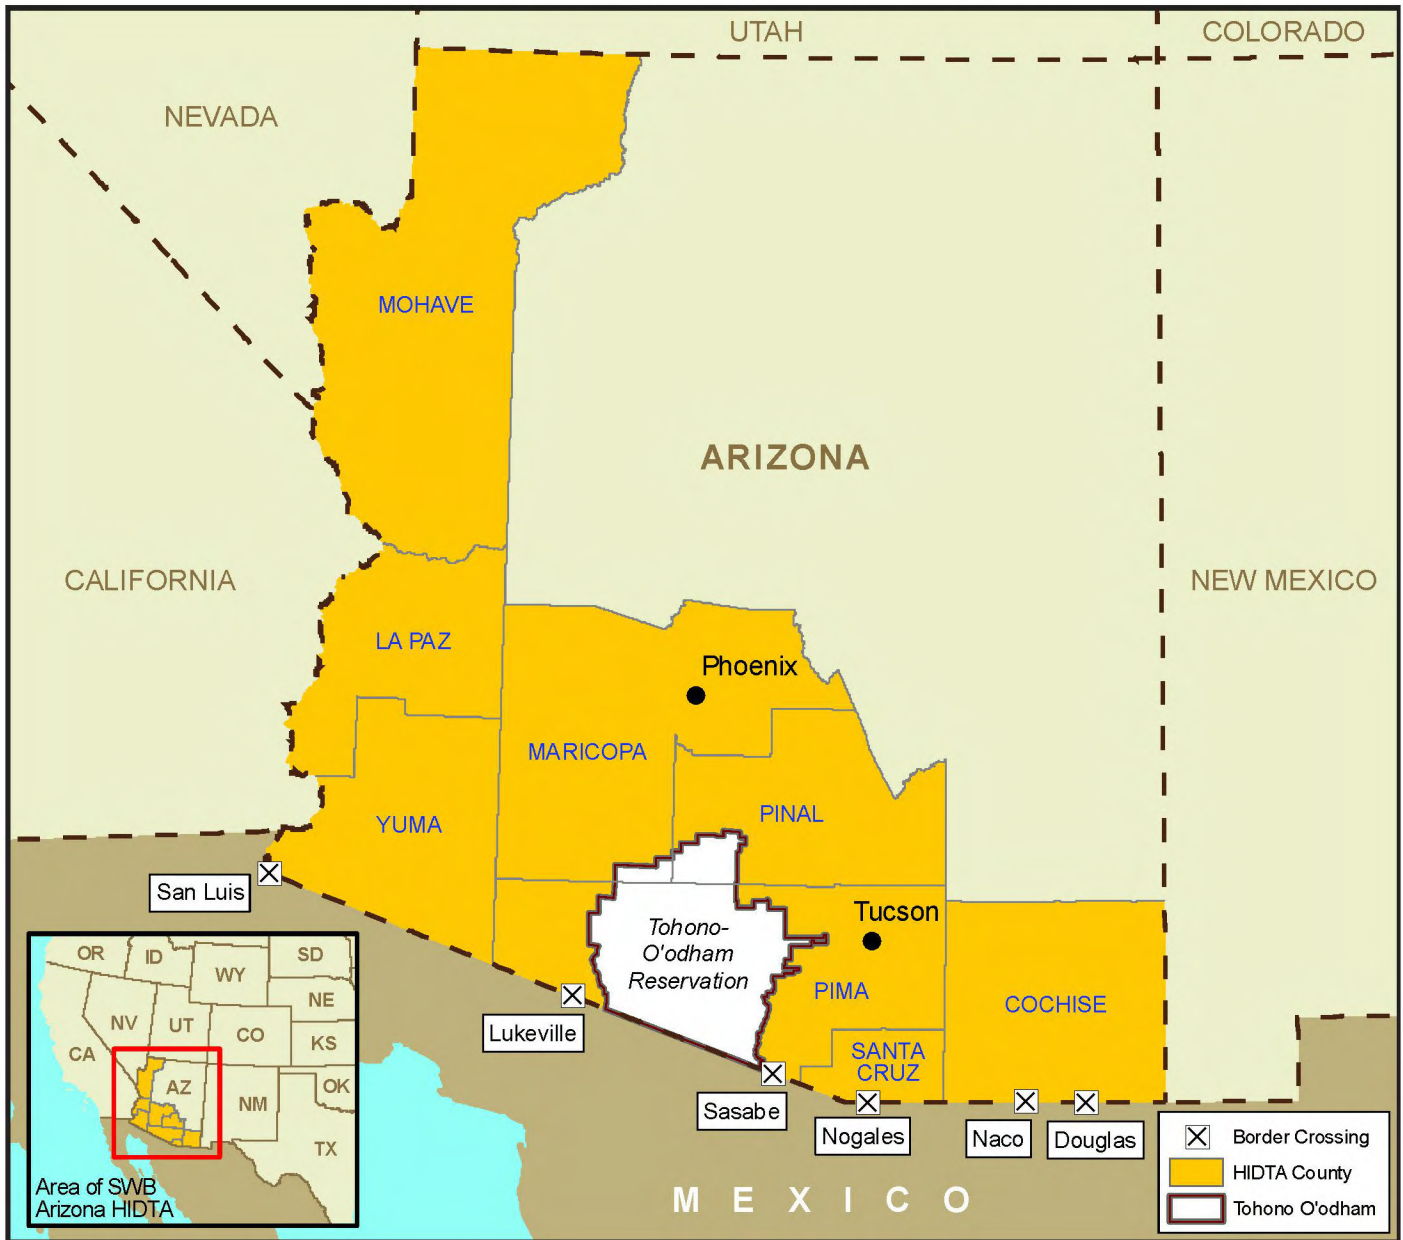 UTAH
COLORADO
NEVADA
MOHAVE
ARIZONA
CALIFORNIA
NEW MEXICO
LA PAZ
Phoenix
MARICOPA
PINAL
YUMA
San Luis
Tucson
Tohono-
O'odham
Reservation
PIMA
COCHISE
Lukeville
SANTA
CRUZ
Sasabe
Nogales
Naco
Douglas
MEXICO
OR
ID
SD
WY
NE
NV
UT
CO
KS
CA
AZ
OK
NM
TX
Area of SWB
Arizona HIDTA
Border Crossing
HIDTA County
Tohono O'odham